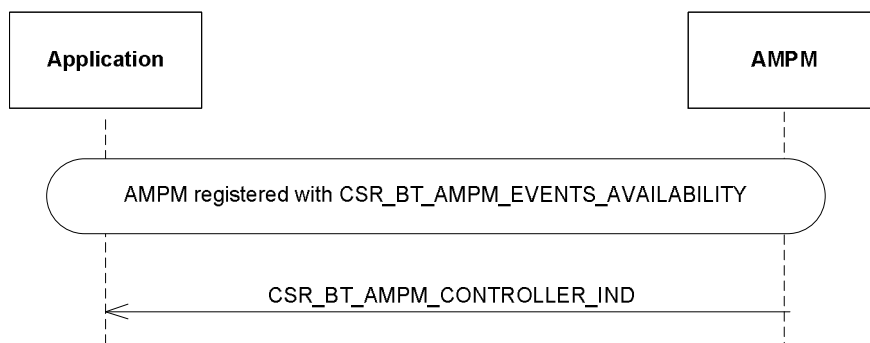 Application
AMPM
AMPM registered with CSR_BT_AMPM_EVENTS_AVAILABILITY
CSR_BT_AMPM_CONTROLLER_IND